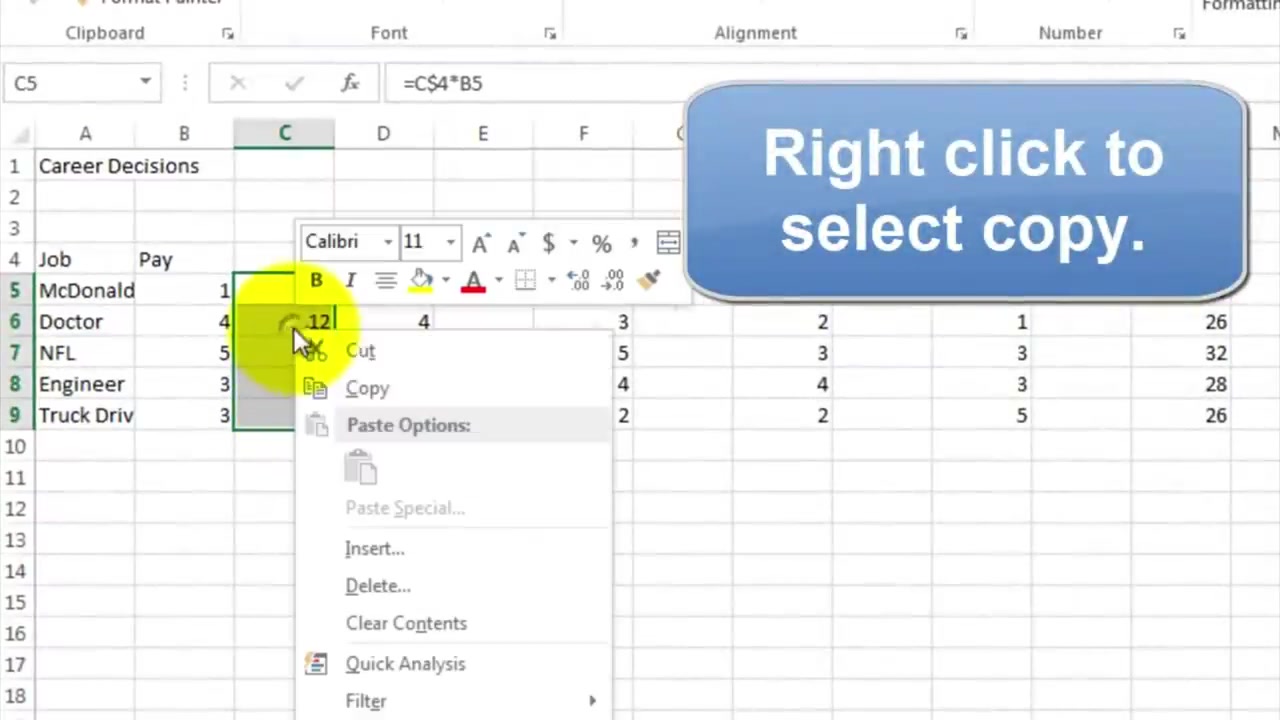 Format Painter
Formatting
Clipboard Font Alignment Number
C5 fx =C$4*B5
A B C D E F
Right click to
select copy.
1 Career Decisions
2
3
Calibri 11 A A $ % ,
4 Job Pay
B I A .00 .00
5 McDonald 1
6 Doctor 4 12 4 3 2 1 26
7 NFL 5 5 3 3 32
8 Engineer 3 4 4 3 28
9 Truck Driv 3 2 2 5 26
Cut
Copy
Paste Options:
Paste Special...
Insert...
Delete...
Clear Contents
Quick Analysis
Filter
10
11
12
13
14
15
16
17
18